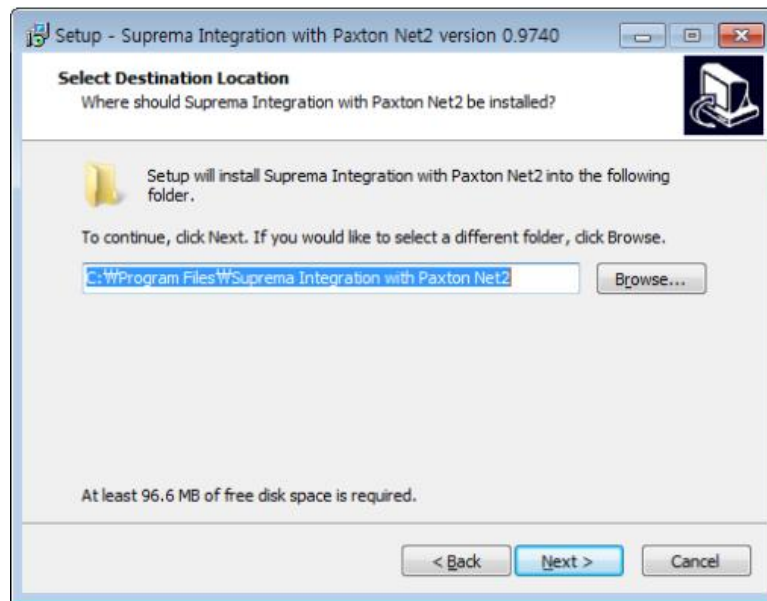 Setup - Suprema Integration with Paxton Net2 version 0.9740
Select Destination Location
Where should Suprema Integration with Paxton Net2 be installed?
Setup will install Suprema Integration with Paxton Net2 into the following
folder.
To continue, click Next. If you would like to select a different folder, click Browse.
C:₩Program Files₩Suprema Integration with Paxton Net2
Browse...
At least 96.6 MB of free disk space is required.
< Back
Next >
Cancel